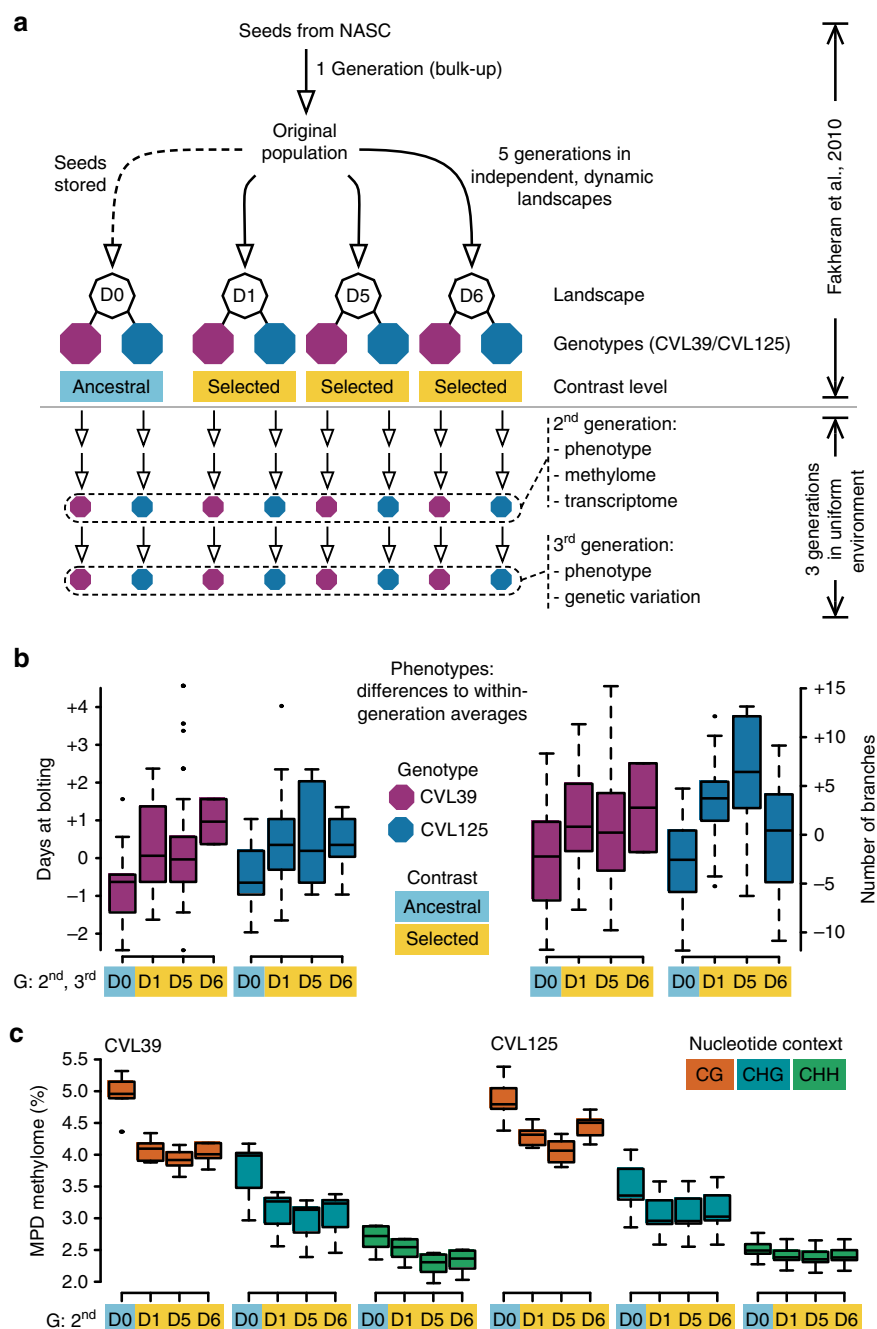 a
Seeds from NASC
1 Generation (bulk-up)
Original
population
Seeds
stored
5 generations in
independent, dynamic
landscapes
Fakheran et al., 2010
D0 D1 D5 D6 Landscape
Genotypes (CVL39/CVL125)
Ancestral Selected Selected Selected Contrast level
2nd generation:
- phenotype
- methylome
- transcriptome
3rd generation:
- phenotype
- genetic variation
3 generations
in uniform
environment
b
Phenotypes:
differences to within-
generation averages
Days at bolting
+4
+3
+2
+1
0
–1
–2
Genotype
CVL39
CVL125
Contrast
Ancestral
Selected
+15
+10
+5
0
–5
–10
Number of branches
G: 2nd, 3rd D0 D1 D5 D6 D0 D1 D5 D6 D0 D1 D5 D6 D0 D1 D5 D6
c
CVL39 CVL125 Nucleotide context
CG CHG CHH
MPD methylome (%)
5.5
5.0
4.5
4.0
3.5
3.0
2.5
2.0
G: 2nd D0 D1 D5 D6 D0 D1 D5 D6 D0 D1 D5 D6 D0 D1 D5 D6 D0 D1 D5 D6 D0 D1 D5 D6